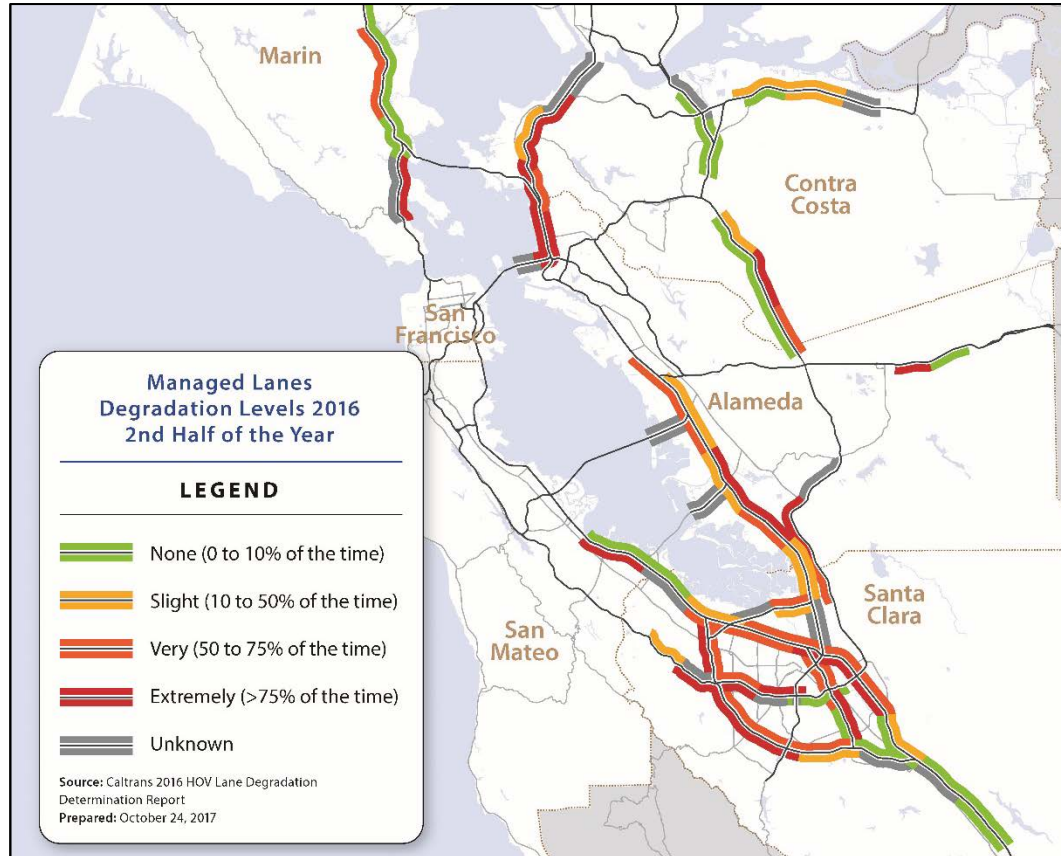 Marin
Contra
Costa
San
Francisco
Alameda
Santa
Clara
San
Mateo
Managed Lanes
Degradation Levels 2016
2nd Half of the Year
LEGEND
None (0 to 10% of the time)
Slight (10 to 50% of the time)
Very (50 to 75% of the time)
Extremely (>75% of the time)
Unknown
Source: Caltrans 2016 HOV Lane Degradation
Determination Report
Prepared: October 24, 2017